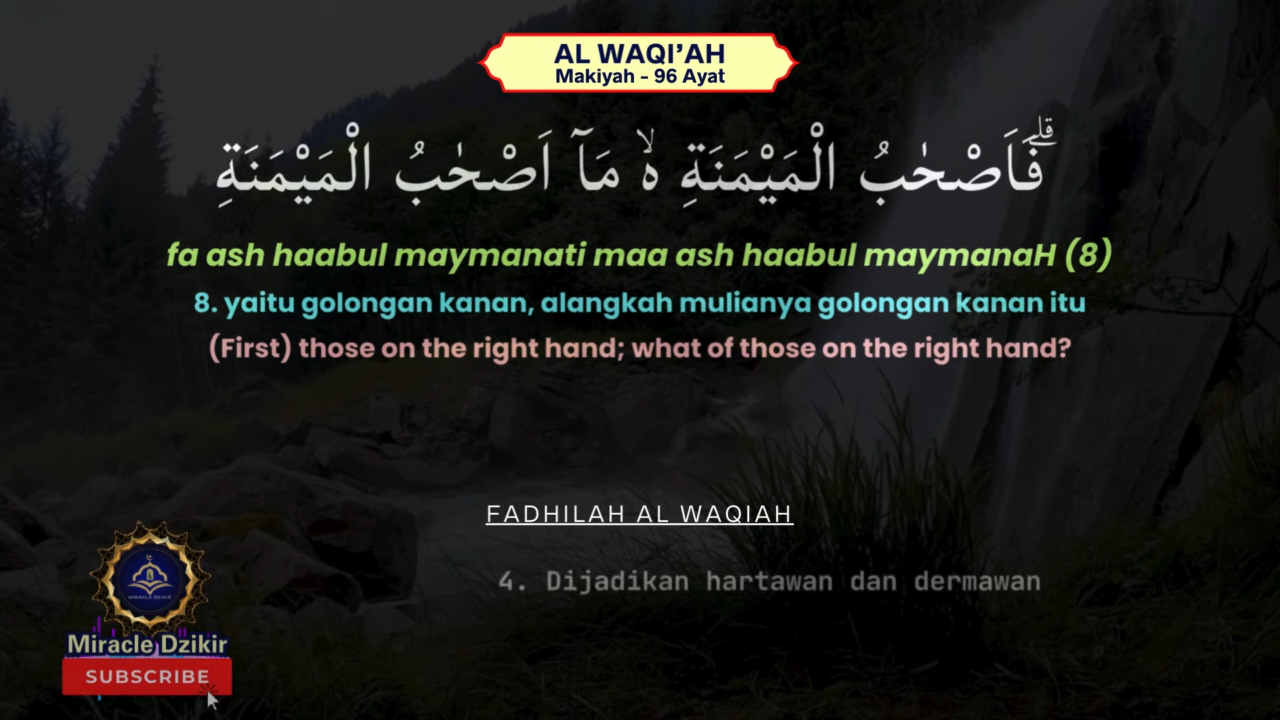 AL WAQI’AH
Makiyah - 96 Ayat
فَاَصْحٰبُ الْمَيْمَنَةِ ەۙ مَآ اَصْحٰبُ الْمَيْمَنَةِۗ
fa ash haabul maymanati maa ash haabul maymanaH (8)
8. yaitu golongan kanan, alangkah mulianya golongan kanan itu
(First) those on the right hand; what of those on the right hand?
FADHILAH AL WAQIAH
4. Dijadikan hartawan dan dermawan
MIRACLE DZIKIR
Miracle Dzikir
SUBSCRIBE